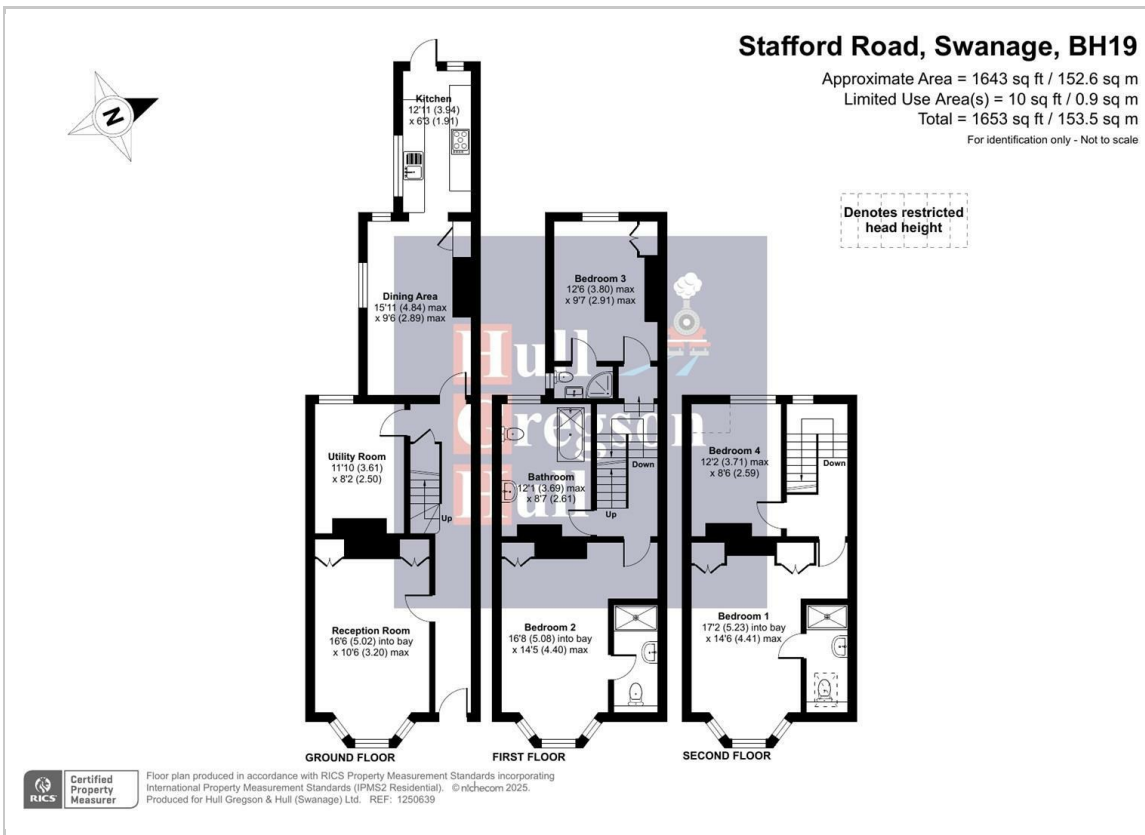 Stafford Road, Swanage, BH19
Approximate Area = 1643 sq ft / 152.6 sq m
Limited Use Area(s) = 10 sq ft / 0.9 sq m
Total = 1653 sq ft / 153.5 sq m
For identification only - Not to scale
N
Denotes restricted
head height
Kitchen
12'11 (3.94)
x 6'3 (1.91)
Dining Area
15'11 (4.84) max
x 9'6 (2.89) max
Utility Room
11'10 (3.61)
x 8'2 (2.50)
Up
Reception Room
16'6 (5.02) into bay
x 10'6 (3.20) max
GROUND FLOOR
Bedroom 3
12'6 (3.80) max
x 9'7 (2.91) max
Hull
Gregson
Hull
Down
Bathroom
12'1 (3.69) max
x 8'7 (2.61)
Up
Bedroom 2
16'8 (5.08) into bay
x 14'5 (4.40) max
FIRST FLOOR
Bedroom 4
12'2 (3.71) max
x 8'6 (2.59)
Down
Bedroom 1
17'2 (5.23) into bay
x 14'6 (4.41) max
SECOND FLOOR
RICS
Certified
Property
Measurer
Floor plan produced in accordance with RICS Property Measurement Standards incorporating
International Property Measurement Standards (IPMS2 Residential). © nichecom 2025.
Produced for Hull Gregson & Hull (Swanage) Ltd. REF: 1250639